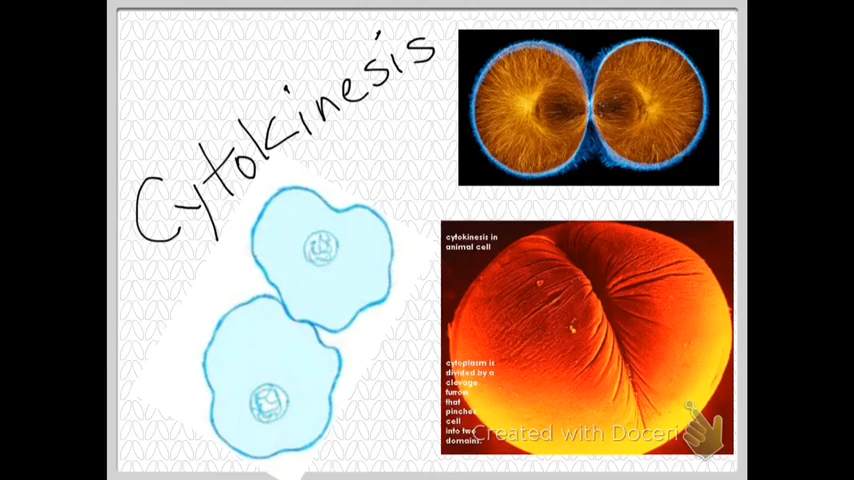 Cytokinesis
cytokinesis in
animal cell
cytoplasm is
divided by a
clevage
furrow
that
pinches
cell
into two
domains.
Created with Doceri